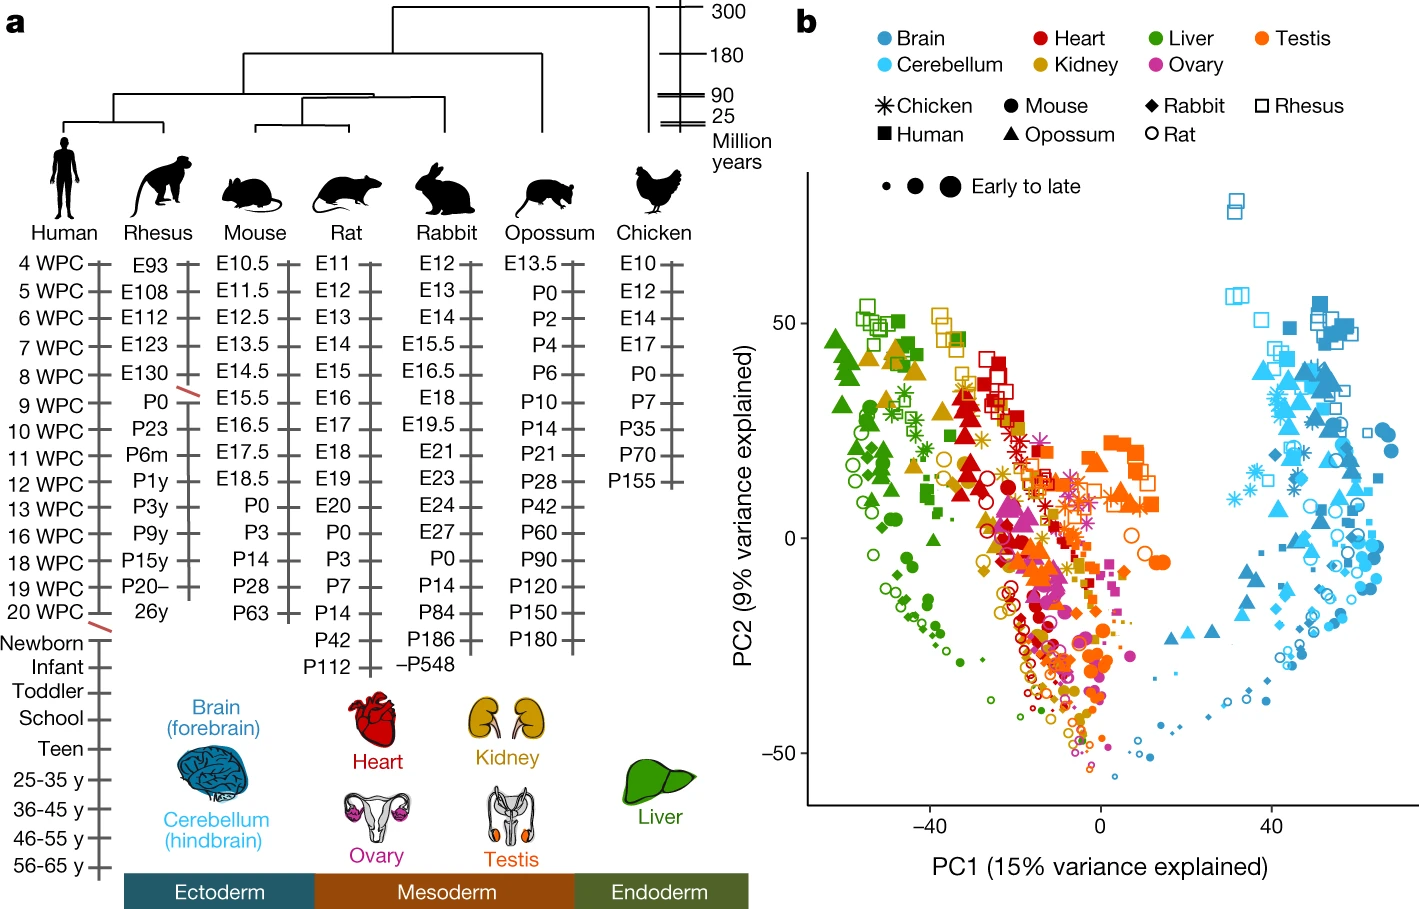 a
300
180
90
25
Million
years
Human
Rhesus
Mouse
Rat
Rabbit
Opossum
Chicken
4 WPC
5 WPC
6 WPC
7 WPC
8 WPC
9 WPC
10 WPC
11 WPC
12 WPC
13 WPC
16 WPC
18 WPC
19 WPC
20 WPC
Newborn
Infant
Toddler
School
Teen
25-35 y
36-45 y
46-55 y
56-65 y
E93
E108
E112
E123
E130
P0
P23
P6m
P1y
P3y
P9y
P15y
P20–
26y
E10.5
E11.5
E12.5
E13.5
E14.5
E15.5
E16.5
E17.5
E18.5
P0
P3
P14
P28
P63
E11
E12
E13
E14
E15
E16
E17
E18
E19
E20
P0
P3
P7
P14
P42
P112
E12
E13
E14
E15.5
E16.5
E18
E19.5
E21
E23
E24
E27
P0
P14
P84
P186
–P548
E13.5
P0
P2
P4
P6
P10
P14
P21
P28
P42
P60
P90
P120
P150
P180
E10
E12
E14
E17
P0
P7
P35
P70
P155
Brain
(forebrain)
Cerebellum
(hindbrain)
Heart
Ovary
Kidney
Testis
Liver
Ectoderm
Mesoderm
Endoderm
b
Brain
Heart
Liver
Testis
Cerebellum
Kidney
Ovary
Chicken
Mouse
Rabbit
Rhesus
Human
Opossum
Rat
Early to late
PC2 (9% variance explained)
50
0
–50
–40
0
40
PC1 (15% variance explained)